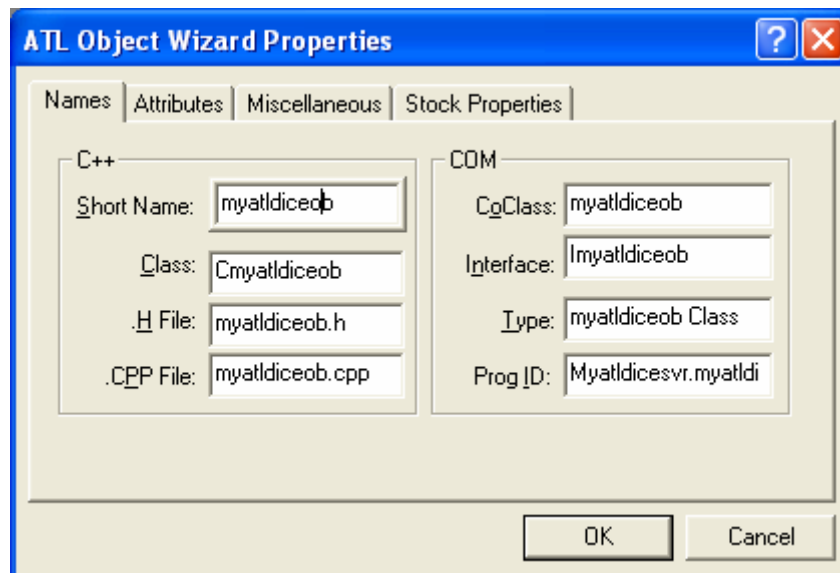 ATL Object Wizard Properties
Names Attributes Miscellaneous Stock Properties
C++
Short Name: myatldiceob
Class: Cmyatldiceob
.H File: myatldiceob.h
.CPP File: myatldiceob.cpp
COM
CoClass: myatldiceob
Interface: Imyatldiceob
Type: myatldiceob Class
Prog ID: Myatldicesvr.myatldi
OK Cancel